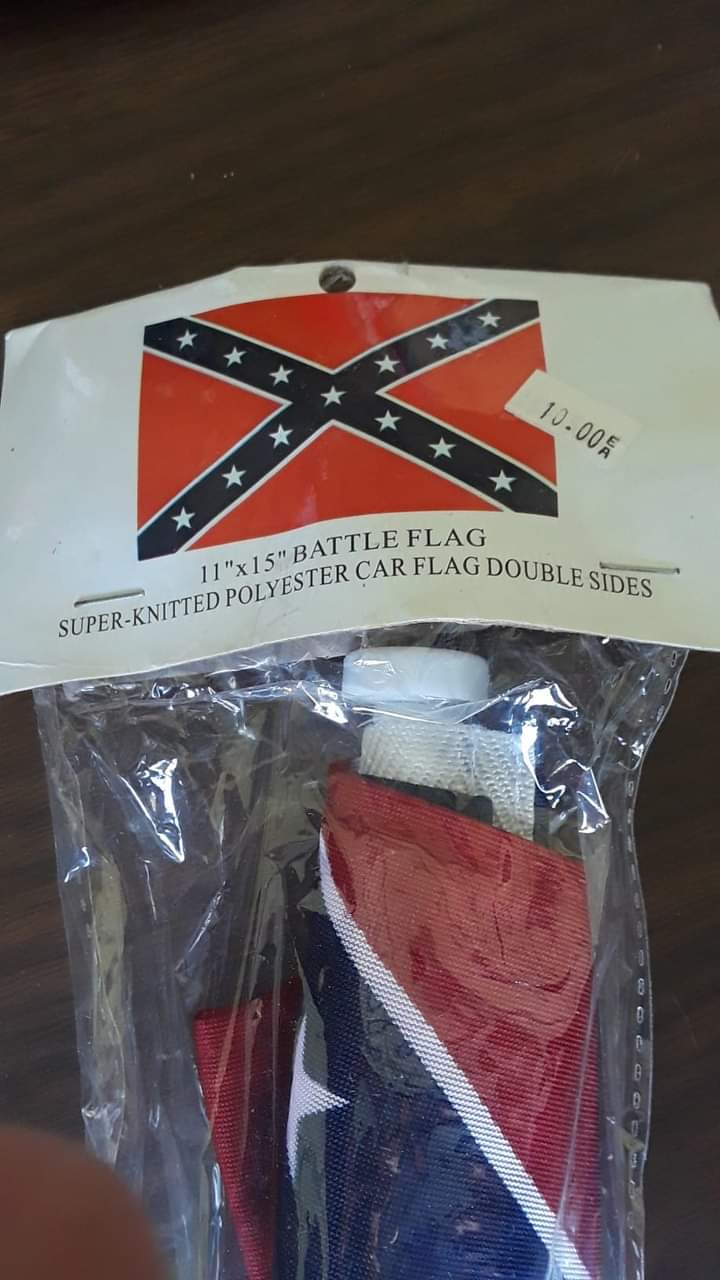 10.00 EA
11"x15" BATTLE FLAG
SUPER-KNITTED POLYESTER CAR FLAG DOUBLE SIDES